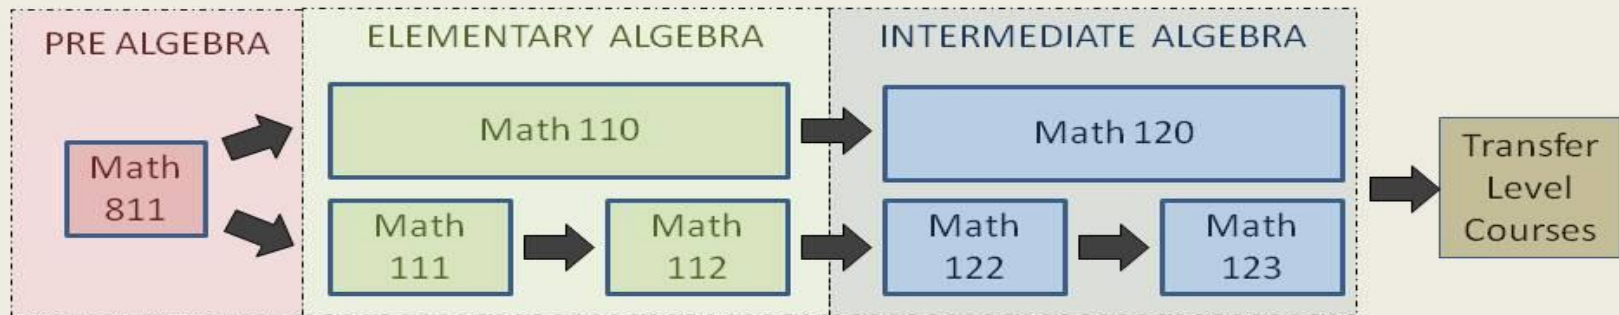 PRE ALGEBRA
ELEMENTARY ALGEBRA
INTERMEDIATE ALGEBRA
Math
811
Math 110
Math 120
Math
111
Math
112
Math
122
Math
123
Transfer
Level
Courses